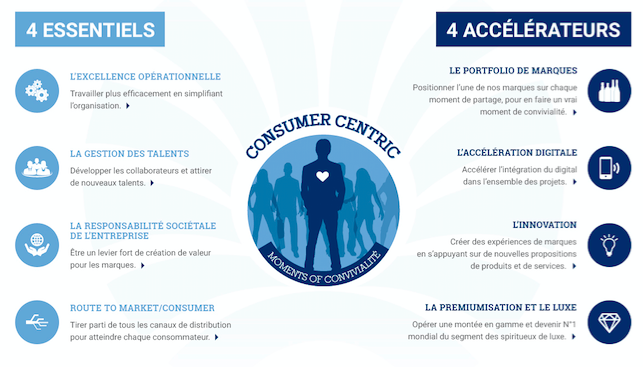 4 ESSENTIELS
L'EXCELLENCE OPÉRATIONNELLE
Travailler plus efficacement en simplifiant
l'organisation.
LA GESTION DES TALENTS
Développer les collaborateurs et attirer
de nouveaux talents.
LA RESPONSABILITÉ SOCIÉTALE
DE L'ENTREPRISE
Être un levier fort de création de valeur
pour les marques.
ROUTE TO MARKET/CONSUMER
Tirer parti de tous les canaux de distribution
pour atteindre chaque consommateur.
CONSUMER CENTRIC
MOMENTS OF CONVIVIALITÉ
4 ACCÉLÉRATEURS
LE PORTFOLIO DE MARQUES
Positionner l'une de nos marques sur chaque
moment de partage, pour en faire un vrai
moment de convivialité.
L'ACCÉLÉRATION DIGITALE
Accélérer l'intégration du digital
dans l'ensemble des projets.
L'INNOVATION
Créer des expériences de marques
en s'appuyant sur de nouvelles propositions
de produits et de services.
LA PREMIUMISATION ET LE LUXE
Opérer une montée en gamme et devenir N°1
mondial du segment des spiritueux de luxe.